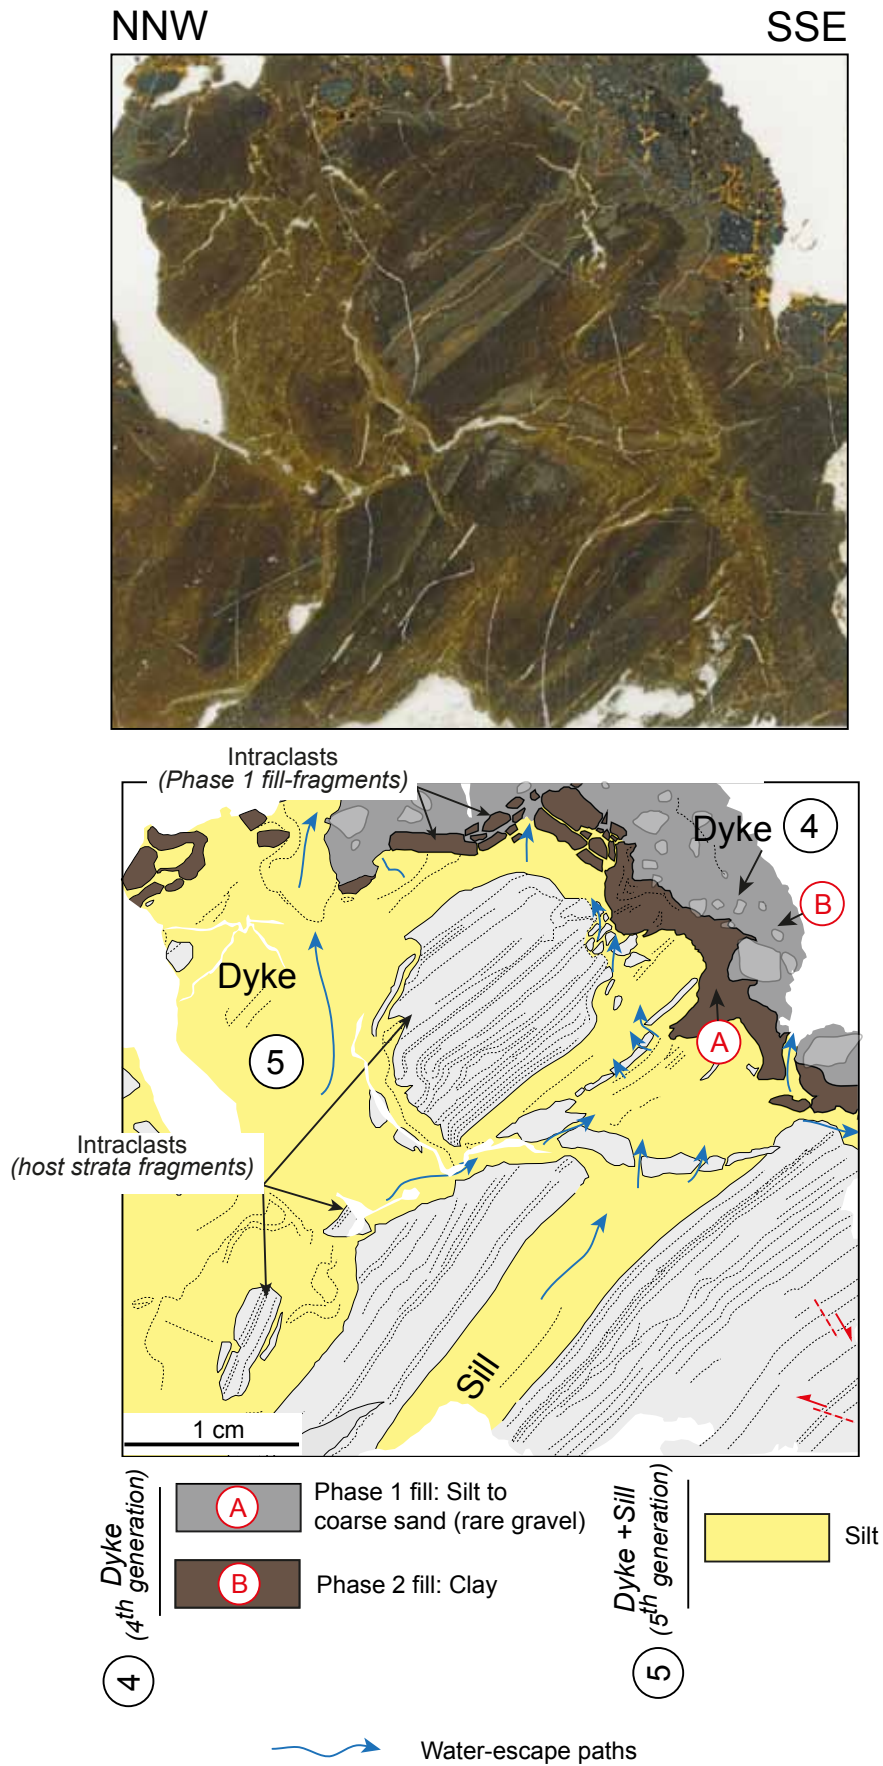 NNW SSE
Intraclasts
(Phase 1 fill-fragments)
Dyke 4
B
Dyke
A
5
Intraclasts
(host strata fragments)
Sill
1 cm
4 Dyke
(4th generation)
A Phase 1 fill: Silt to
coarse sand (rare gravel)
B Phase 2 fill: Clay
5 Dyke +Sill
(5th generation)
Silt
Water-escape paths